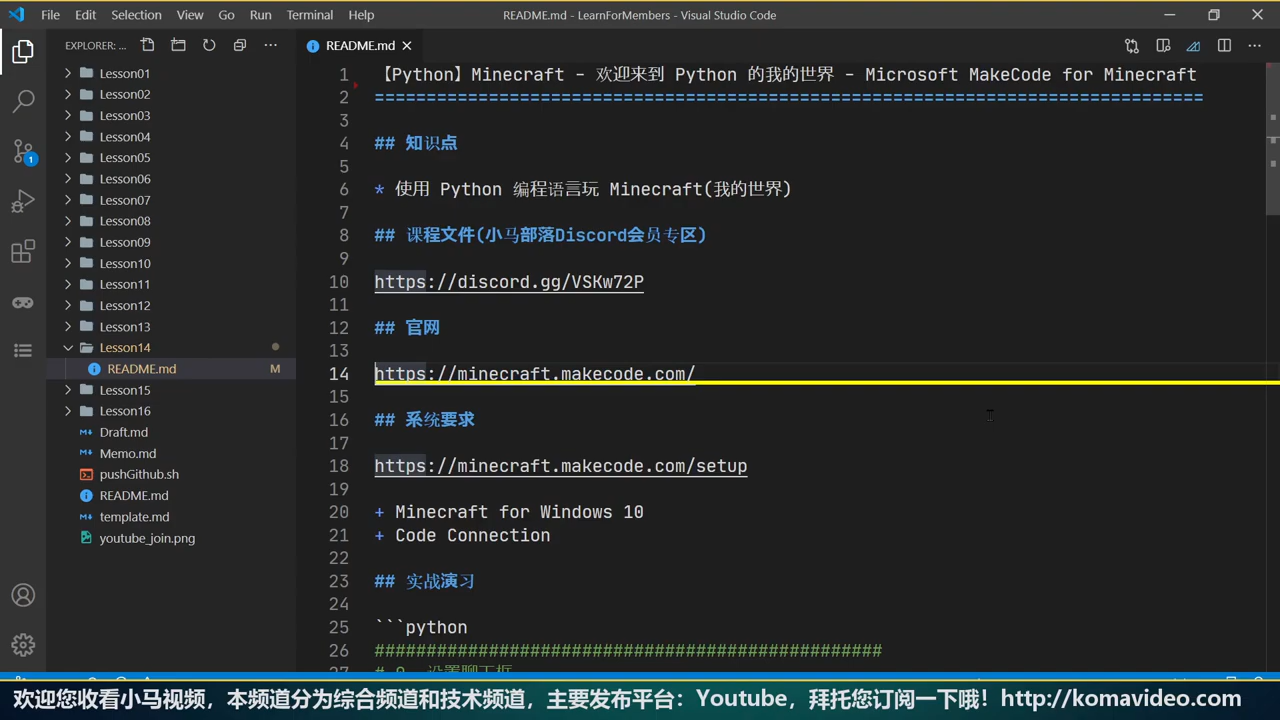 File Edit Selection View Go Run Terminal Help README.md - LearnForMembers - Visual Studio Code
EXPLORER: ...
README.md
Lesson01
Lesson02
Lesson03
Lesson04
Lesson05
Lesson06
Lesson07
Lesson08
Lesson09
Lesson10
Lesson11
Lesson12
Lesson13
Lesson14
README.md M
Lesson15
Lesson16
Draft.md
Memo.md
pushGithub.sh
README.md
template.md
youtube_join.png
1
1 【Python】Minecraft - 欢迎来到 Python 的我的世界 - Microsoft MakeCode for Minecraft
2 ================================================================================
3
4 ## 知识点
5
6 * 使用 Python 编程语言玩 Minecraft(我的世界)
7
8 ## 课程文件(小马部落Discord会员专区)
9
10 https://discord.gg/VSKw72P
11
12 ## 官网
13
14 https://minecraft.makecode.com/
15
16 ## 系统要求
17
18 https://minecraft.makecode.com/setup
19
20 + Minecraft for Windows 10
21 + Code Connection
22
23 ## 实战演习
24
25 ```python
26 #################################################
欢迎您收看小马视频，本频道分为综合频道和技术频道，主要发布平台：Youtube，拜托您订阅一下哦！http://komavideo.com